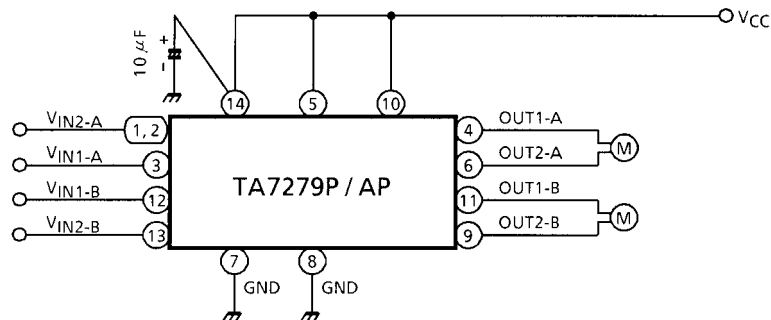 VCC
10 μF
+
-
14
5
10
VIN2-A
1, 2
4
OUT1-A
M
VIN1-A
3
6
OUT2-A
TA7279P / AP
VIN1-B
12
11
OUT1-B
M
VIN2-B
13
9
OUT2-B
7
8
GND
GND